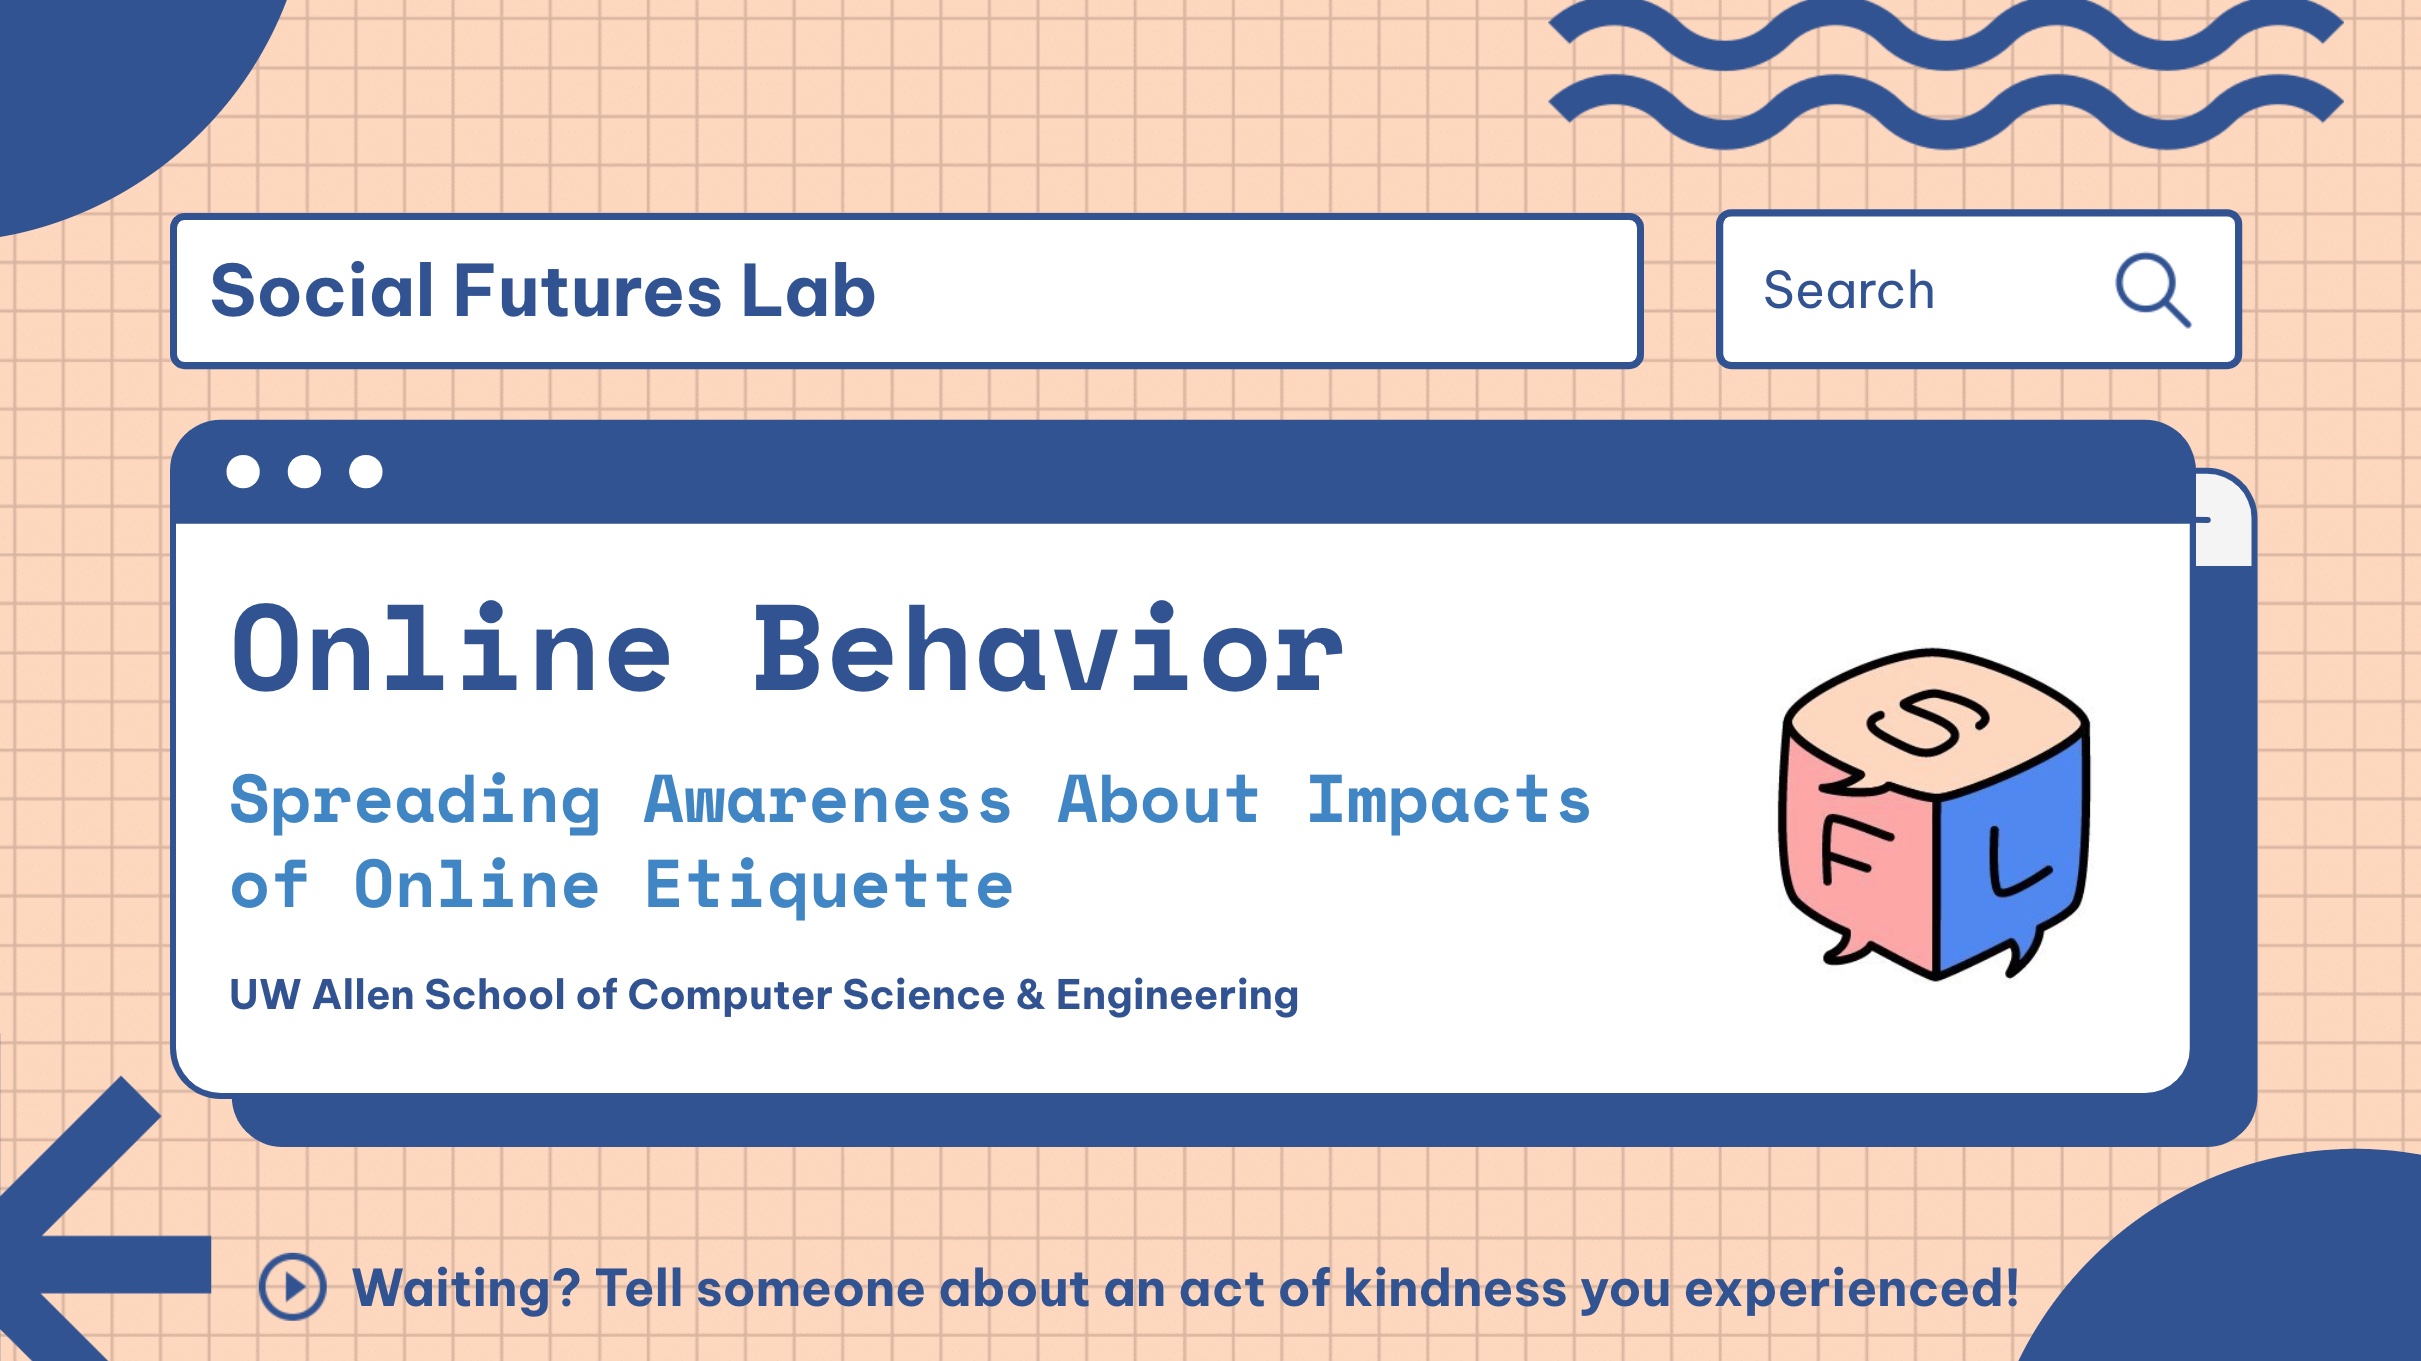 Social Futures Lab
Search
Online Behavior
Spreading Awareness About Impacts
of Online Etiquette
S
F L
UW Allen School of Computer Science & Engineering
Waiting? Tell someone about an act of kindness you experienced!